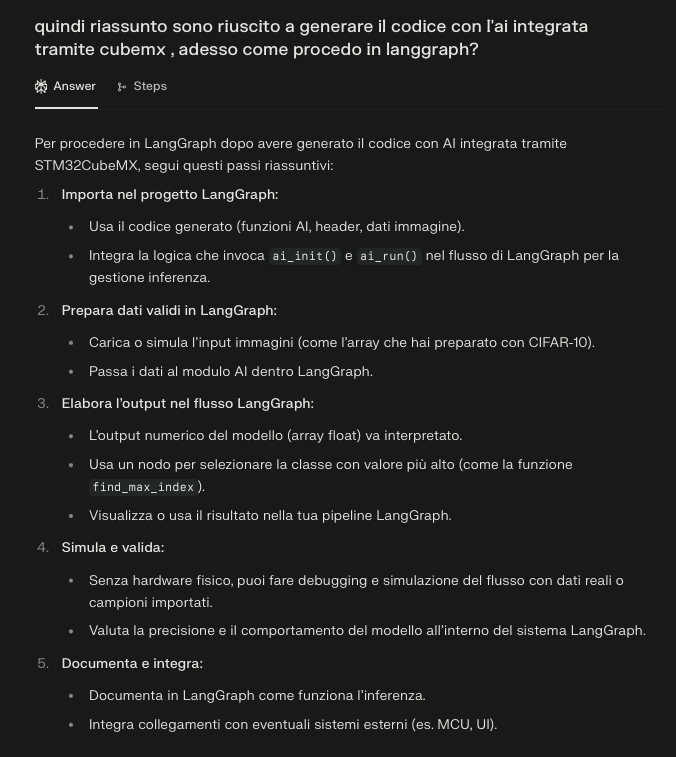 quindi riassunto sono riuscito a generare il codice con l'ai integrata
tramite cubemx , adesso come procedo in langgraph?
Answer
Steps
Per procedere in LangGraph dopo avere generato il codice con AI integrata tramite
STM32CubeMX, segui questi passi riassuntivi:
1. Importa nel progetto LangGraph:
• Usa il codice generato (funzioni AI, header, dati immagine).
• Integra la logica che invoca ai_init() e ai_run() nel flusso di LangGraph per la
gestione inferenza.
2. Prepara dati validi in LangGraph:
• Carica o simula l'input immagini (come l'array che hai preparato con CIFAR-10).
• Passa i dati al modulo AI dentro LangGraph.
3. Elabora l'output nel flusso LangGraph:
• L'output numerico del modello (array float) va interpretato.
• Usa un nodo per selezionare la classe con valore più alto (come la funzione
find_max_index ).
• Visualizza o usa il risultato nella tua pipeline LangGraph.
4. Simula e valida:
• Senza hardware fisico, puoi fare debugging e simulazione del flusso con dati reali o
campioni importati.
• Valuta la precisione e il comportamento del modello all'interno del sistema LangGraph.
5. Documenta e integra:
• Documenta in LangGraph come funziona l'inferenza.
• Integra collegamenti con eventuali sistemi esterni (es. MCU, UI).